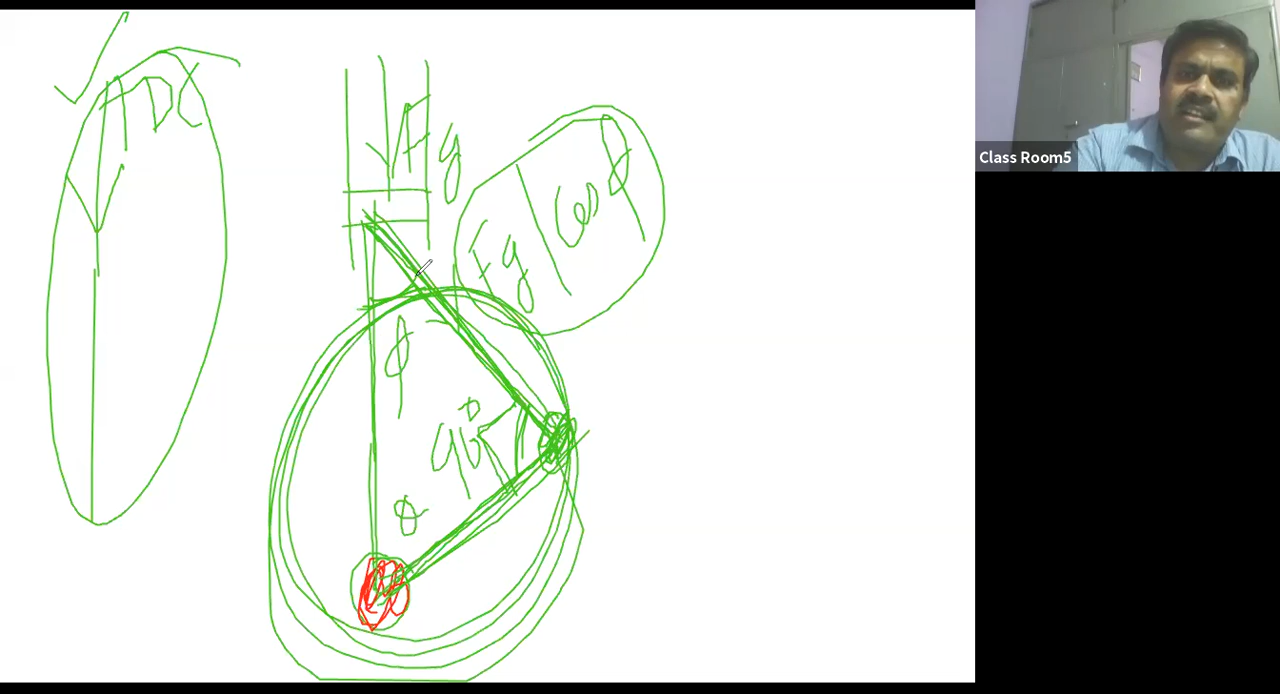 TDC
Fg
Fg Cosφ
φ
90°
θ
Class Room5